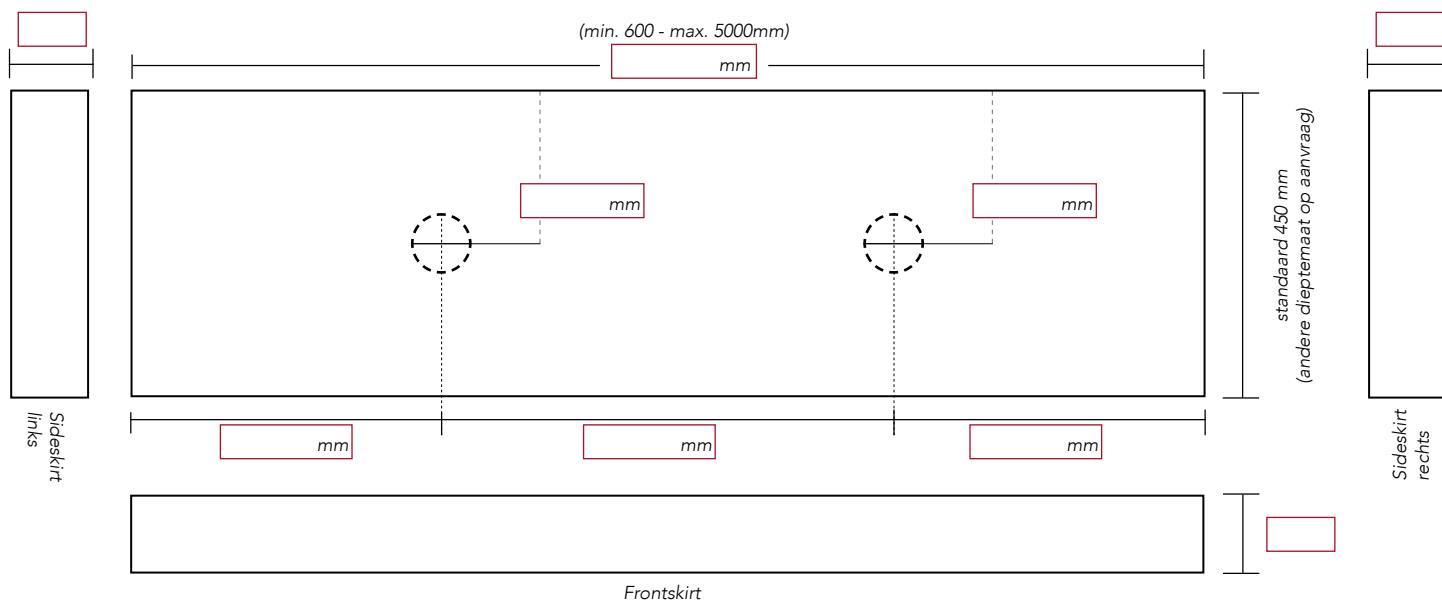 (min. 600 - max. 5000mm)
mm
mm
mm
standaard 450 mm
(andere dieptemaat op aanvraag)
mm
mm
mm
Sideskirt
links
Sideskirt
rechts
Frontskirt